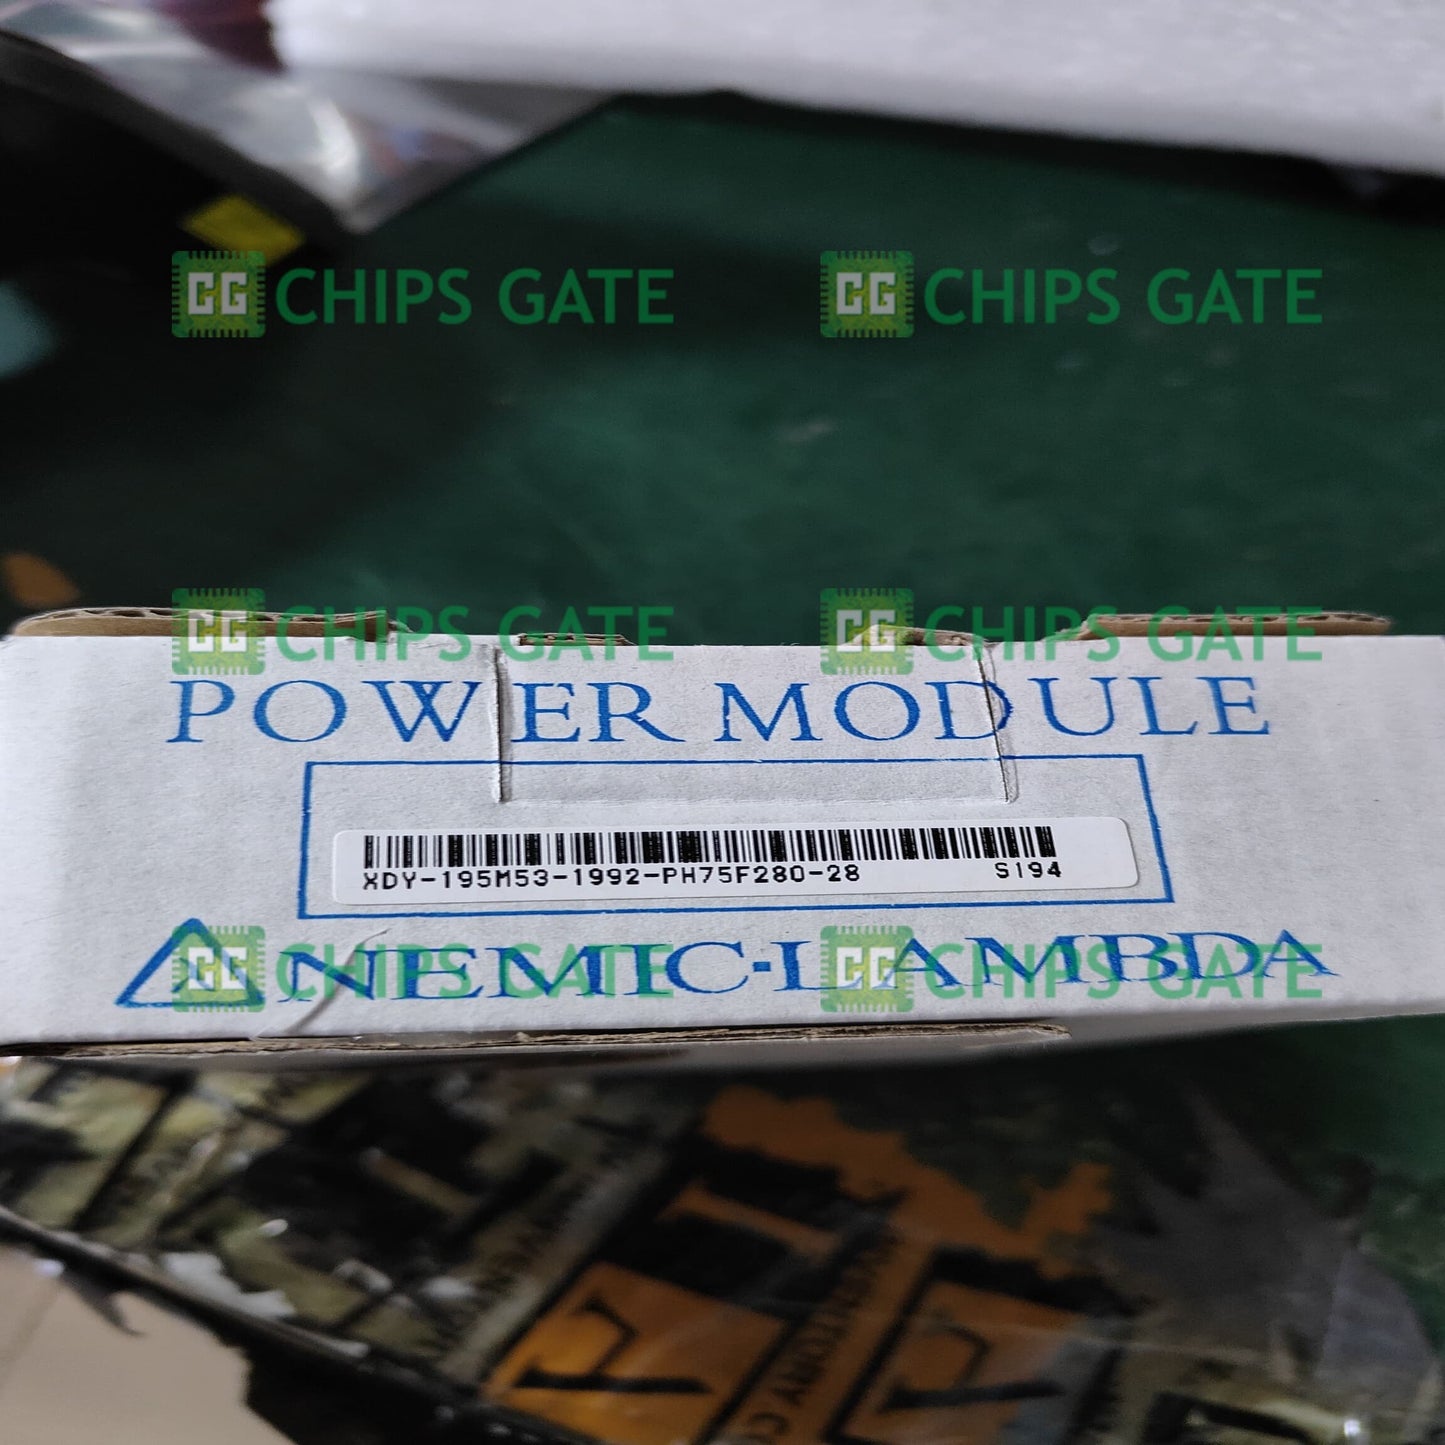 CG CHIPS GATE CG CHIPS GATE
CG CHIPS GATE CG CHIPS GATE
POWER MODULE
XDY-195M53-1992-PH75F280-28 SI94
NEMIC-LAMBDA
CG CHIPS GATE CG CHIPS GATE